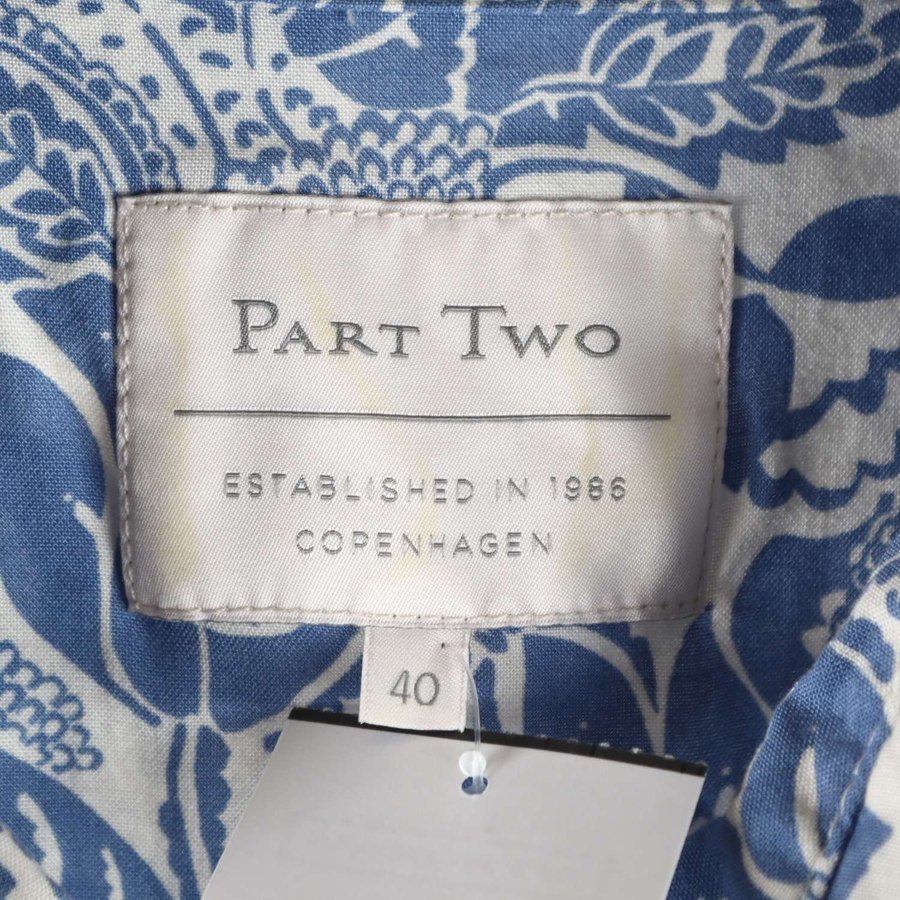 PART TWO
ESTABLISHED IN 1986
COPENHAGEN
40